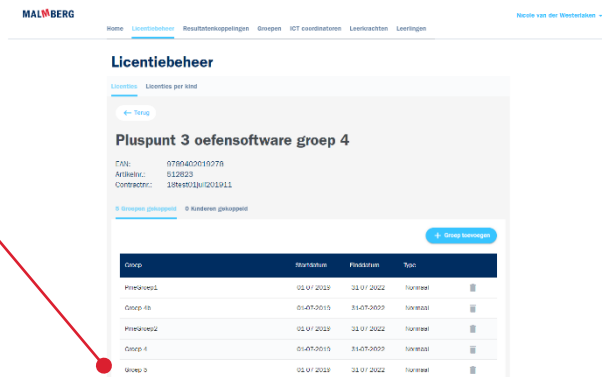 MALMBERG
Nicole van der Westerlaken
Home Licentiebeheer Resultatenkoppelingen Groepen ICT coordinatoren Leerkrachten Leerlingen
Licentiebeheer
Licenties Licenties per kind
← Terug
Pluspunt 3 oefensoftware groep 4
EAN: 9789402019278
Artikelnr.: 512823
Contractnr.: 18test01juli201911
5 Groepen gekoppeld 0 Kinderen gekoppeld
+ Groep toevoegen
Groep Startdatum Einddatum Type
PmeGroep1 01-07-2019 31-07-2022 Normaal
Groep 4b 01-07-2019 31-07-2022 Normaal
PmeGroep2 01-07-2019 31-07-2022 Normaal
Groep 4 01-07-2019 31-07-2022 Normaal
Groep 3 01-07-2019 31-07-2022 Normaal